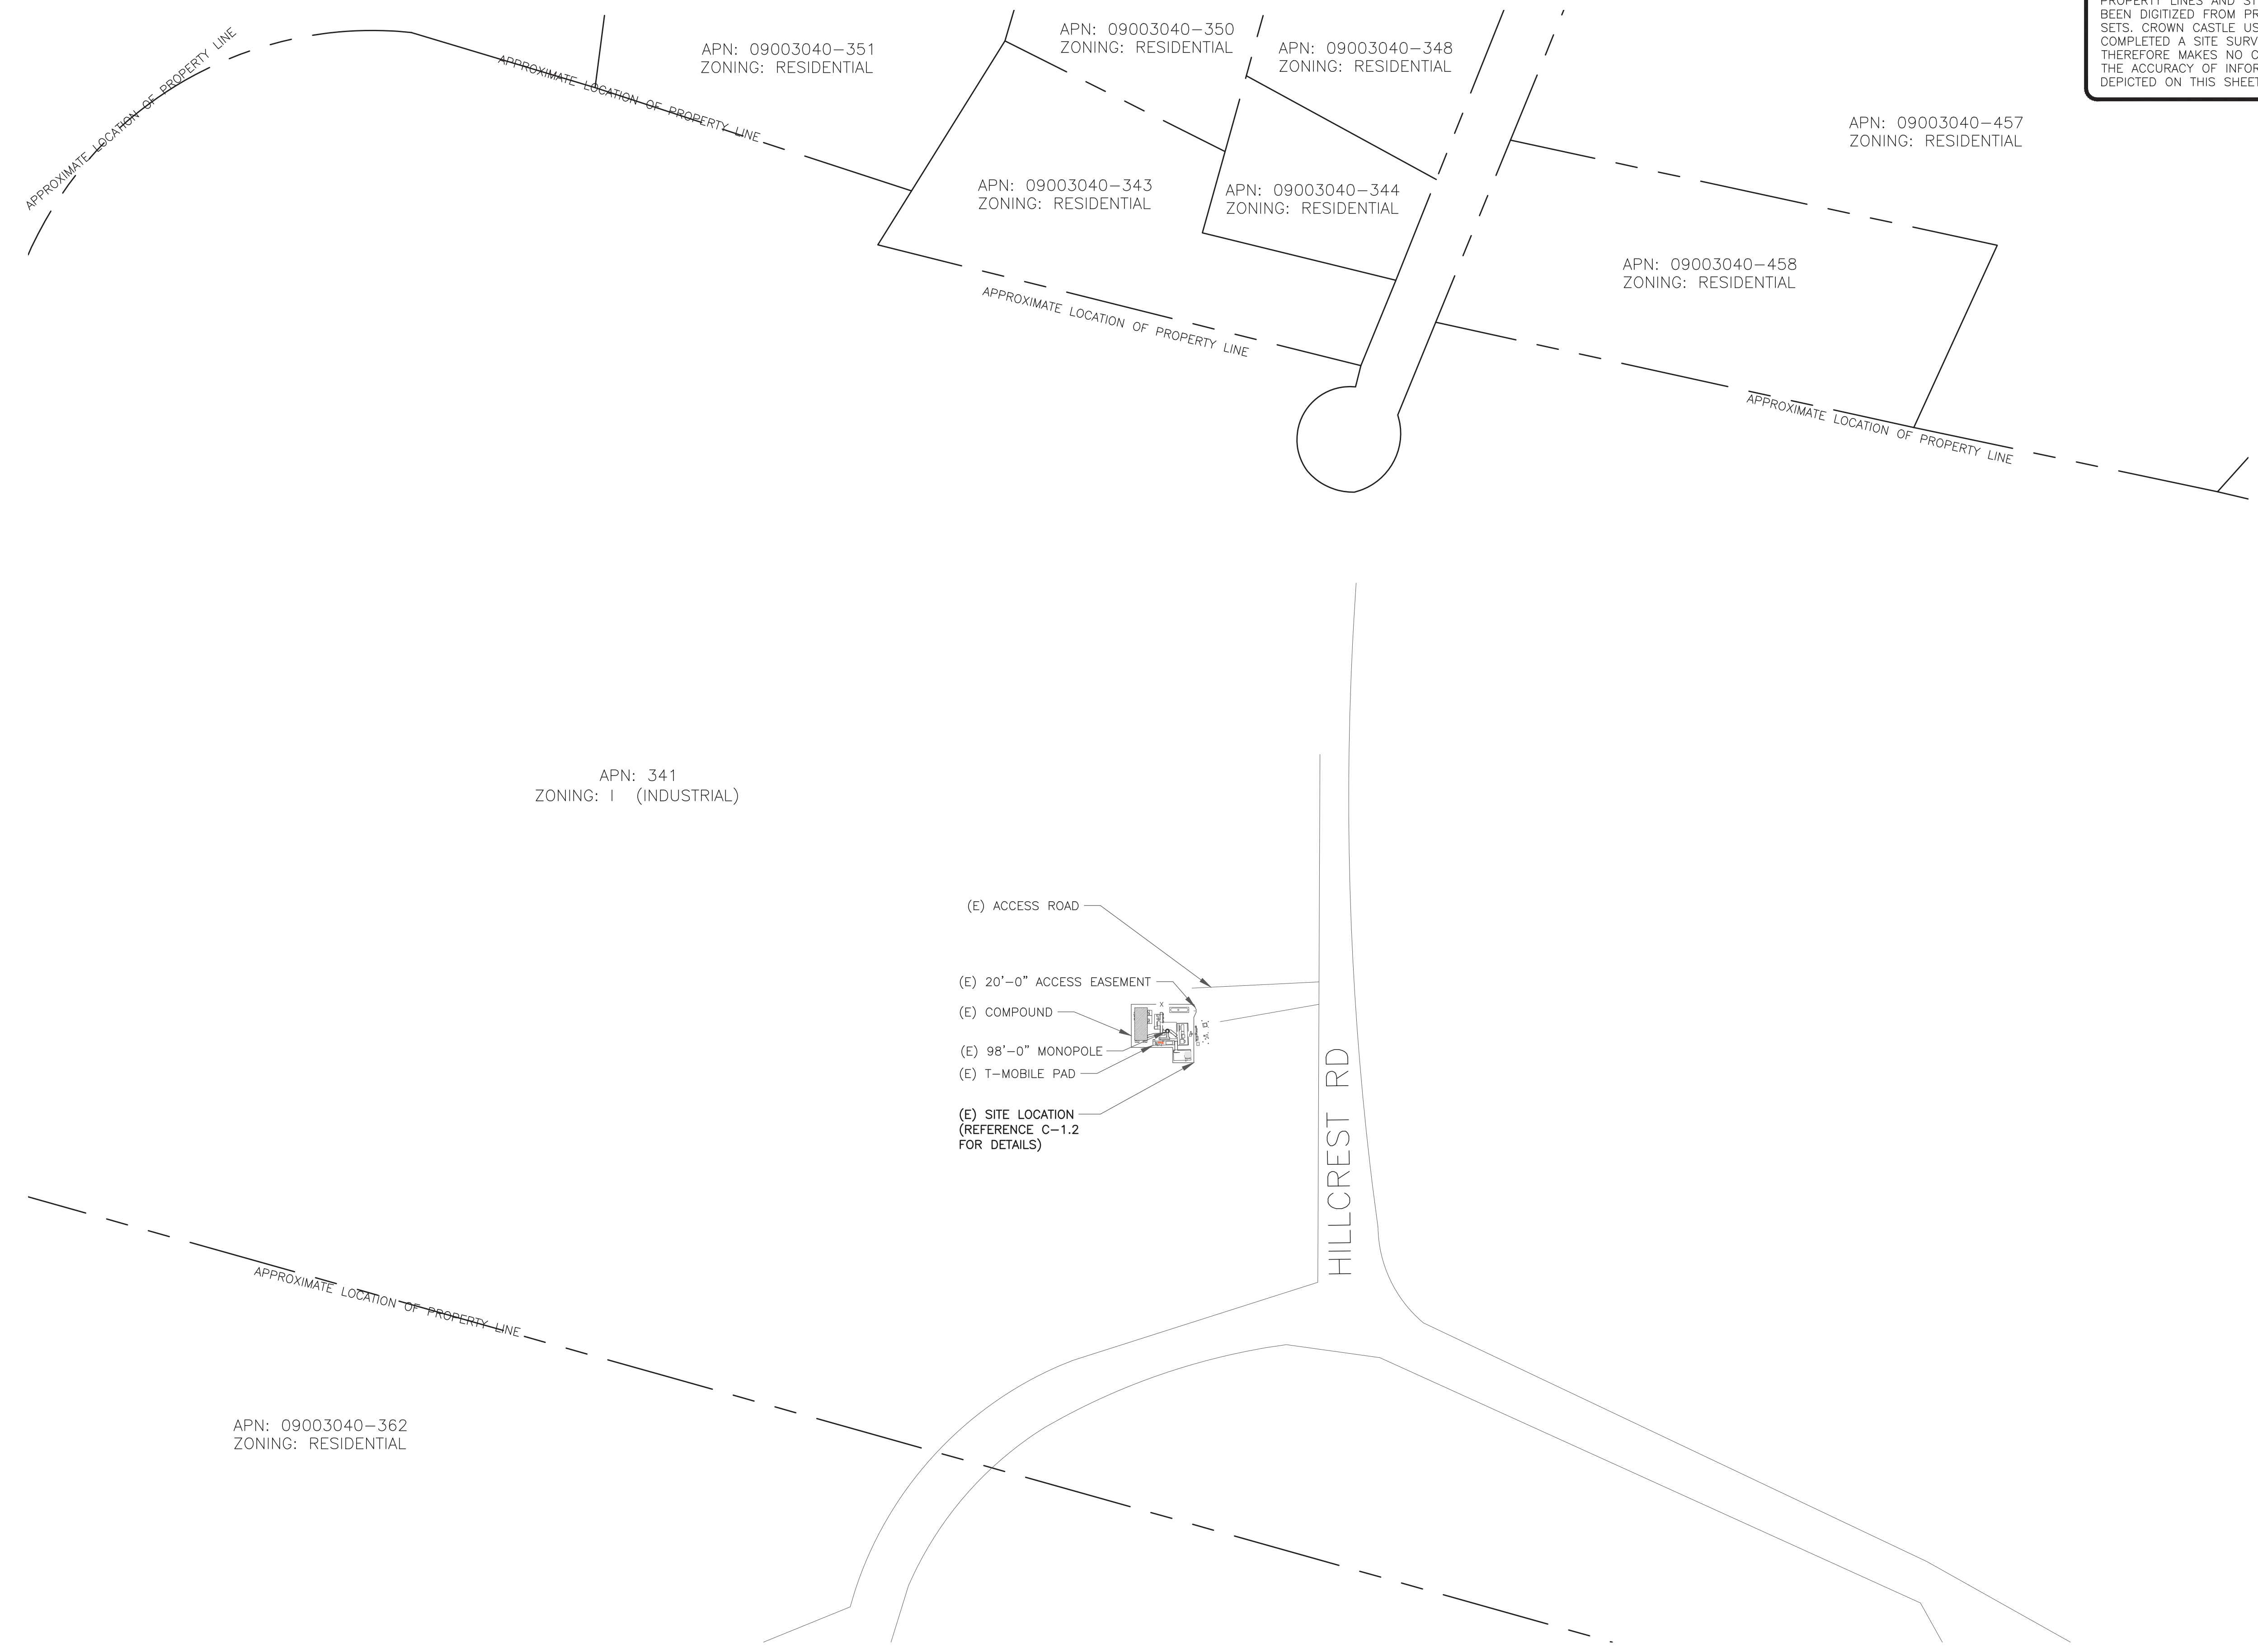 PROPERTY LINES AND
BEEN DIGITIZED FROM
SETS. CROWN CASTLE
COMPLETED A SITE
THEREFORE MAKES NO
THE ACCURACY OF
DEPICTED ON THIS SHEET
APPROXIMATE LOCATION OF PROPERTY LINE
APPROXIMATE LOCATION OF PROPERTY LINE
APN: 09003040-351
ZONING: RESIDENTIAL
APN: 09003040-350
ZONING: RESIDENTIAL
APN: 09003040-348
ZONING: RESIDENTIAL
APN: 09003040-457
ZONING: RESIDENTIAL
APN: 09003040-343
ZONING: RESIDENTIAL
APN: 09003040-344
ZONING: RESIDENTIAL
APN: 09003040-458
ZONING: RESIDENTIAL
APPROXIMATE LOCATION OF PROPERTY LINE
APPROXIMATE LOCATION OF PROPERTY LINE
APN: 341
ZONING: I (INDUSTRIAL)
(E) ACCESS ROAD
(E) 20'-0" ACCESS EASEMENT
X
(E) COMPOUND
(E) 98'-0" MONOPOLE
(E) T-MOBILE PAD
(E) SITE LOCATION
(REFERENCE C-1.2
FOR DETAILS)
HILLCREST RD
APPROXIMATE LOCATION OF PROPERTY LINE
APN: 09003040-362
ZONING: RESIDENTIAL